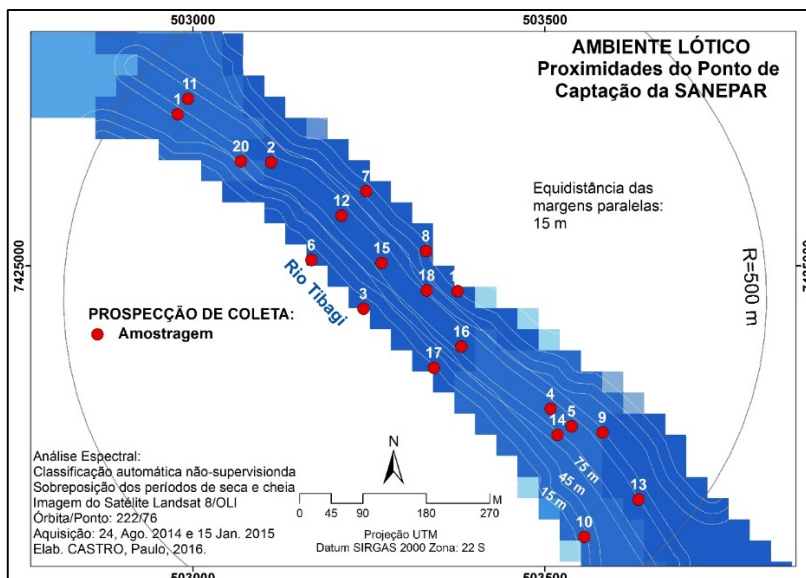 503000
503500
AMBIENTE LÓTICO
Proximidades do Ponto de
Captação da SANEPAR
11
1
20
2
7
12
Equidistância das
margens paralelas:
15 m
8
6
15
7425000
Rio Tibagi
18
3
R=500 m
PROSPECÇÃO DE COLETA:
Amostragem
16
17
4
5
9
14
75 m
45 m
15 m
13
10
Análise Espectral:
Classificação automática não-supervisionda
Sobreposição dos períodos de seca e cheia
Imagem do Satélite Landsat 8/OLI
Órbita/Ponto: 222/76
Aquisição: 24, Ago. 2014 e 15 Jan. 2015
Elab. CASTRO, Paulo, 2016.
N
M
0 45 90 180 270
Projeção UTM
Datum SIRGAS 2000 Zona: 22 S
503000
503500